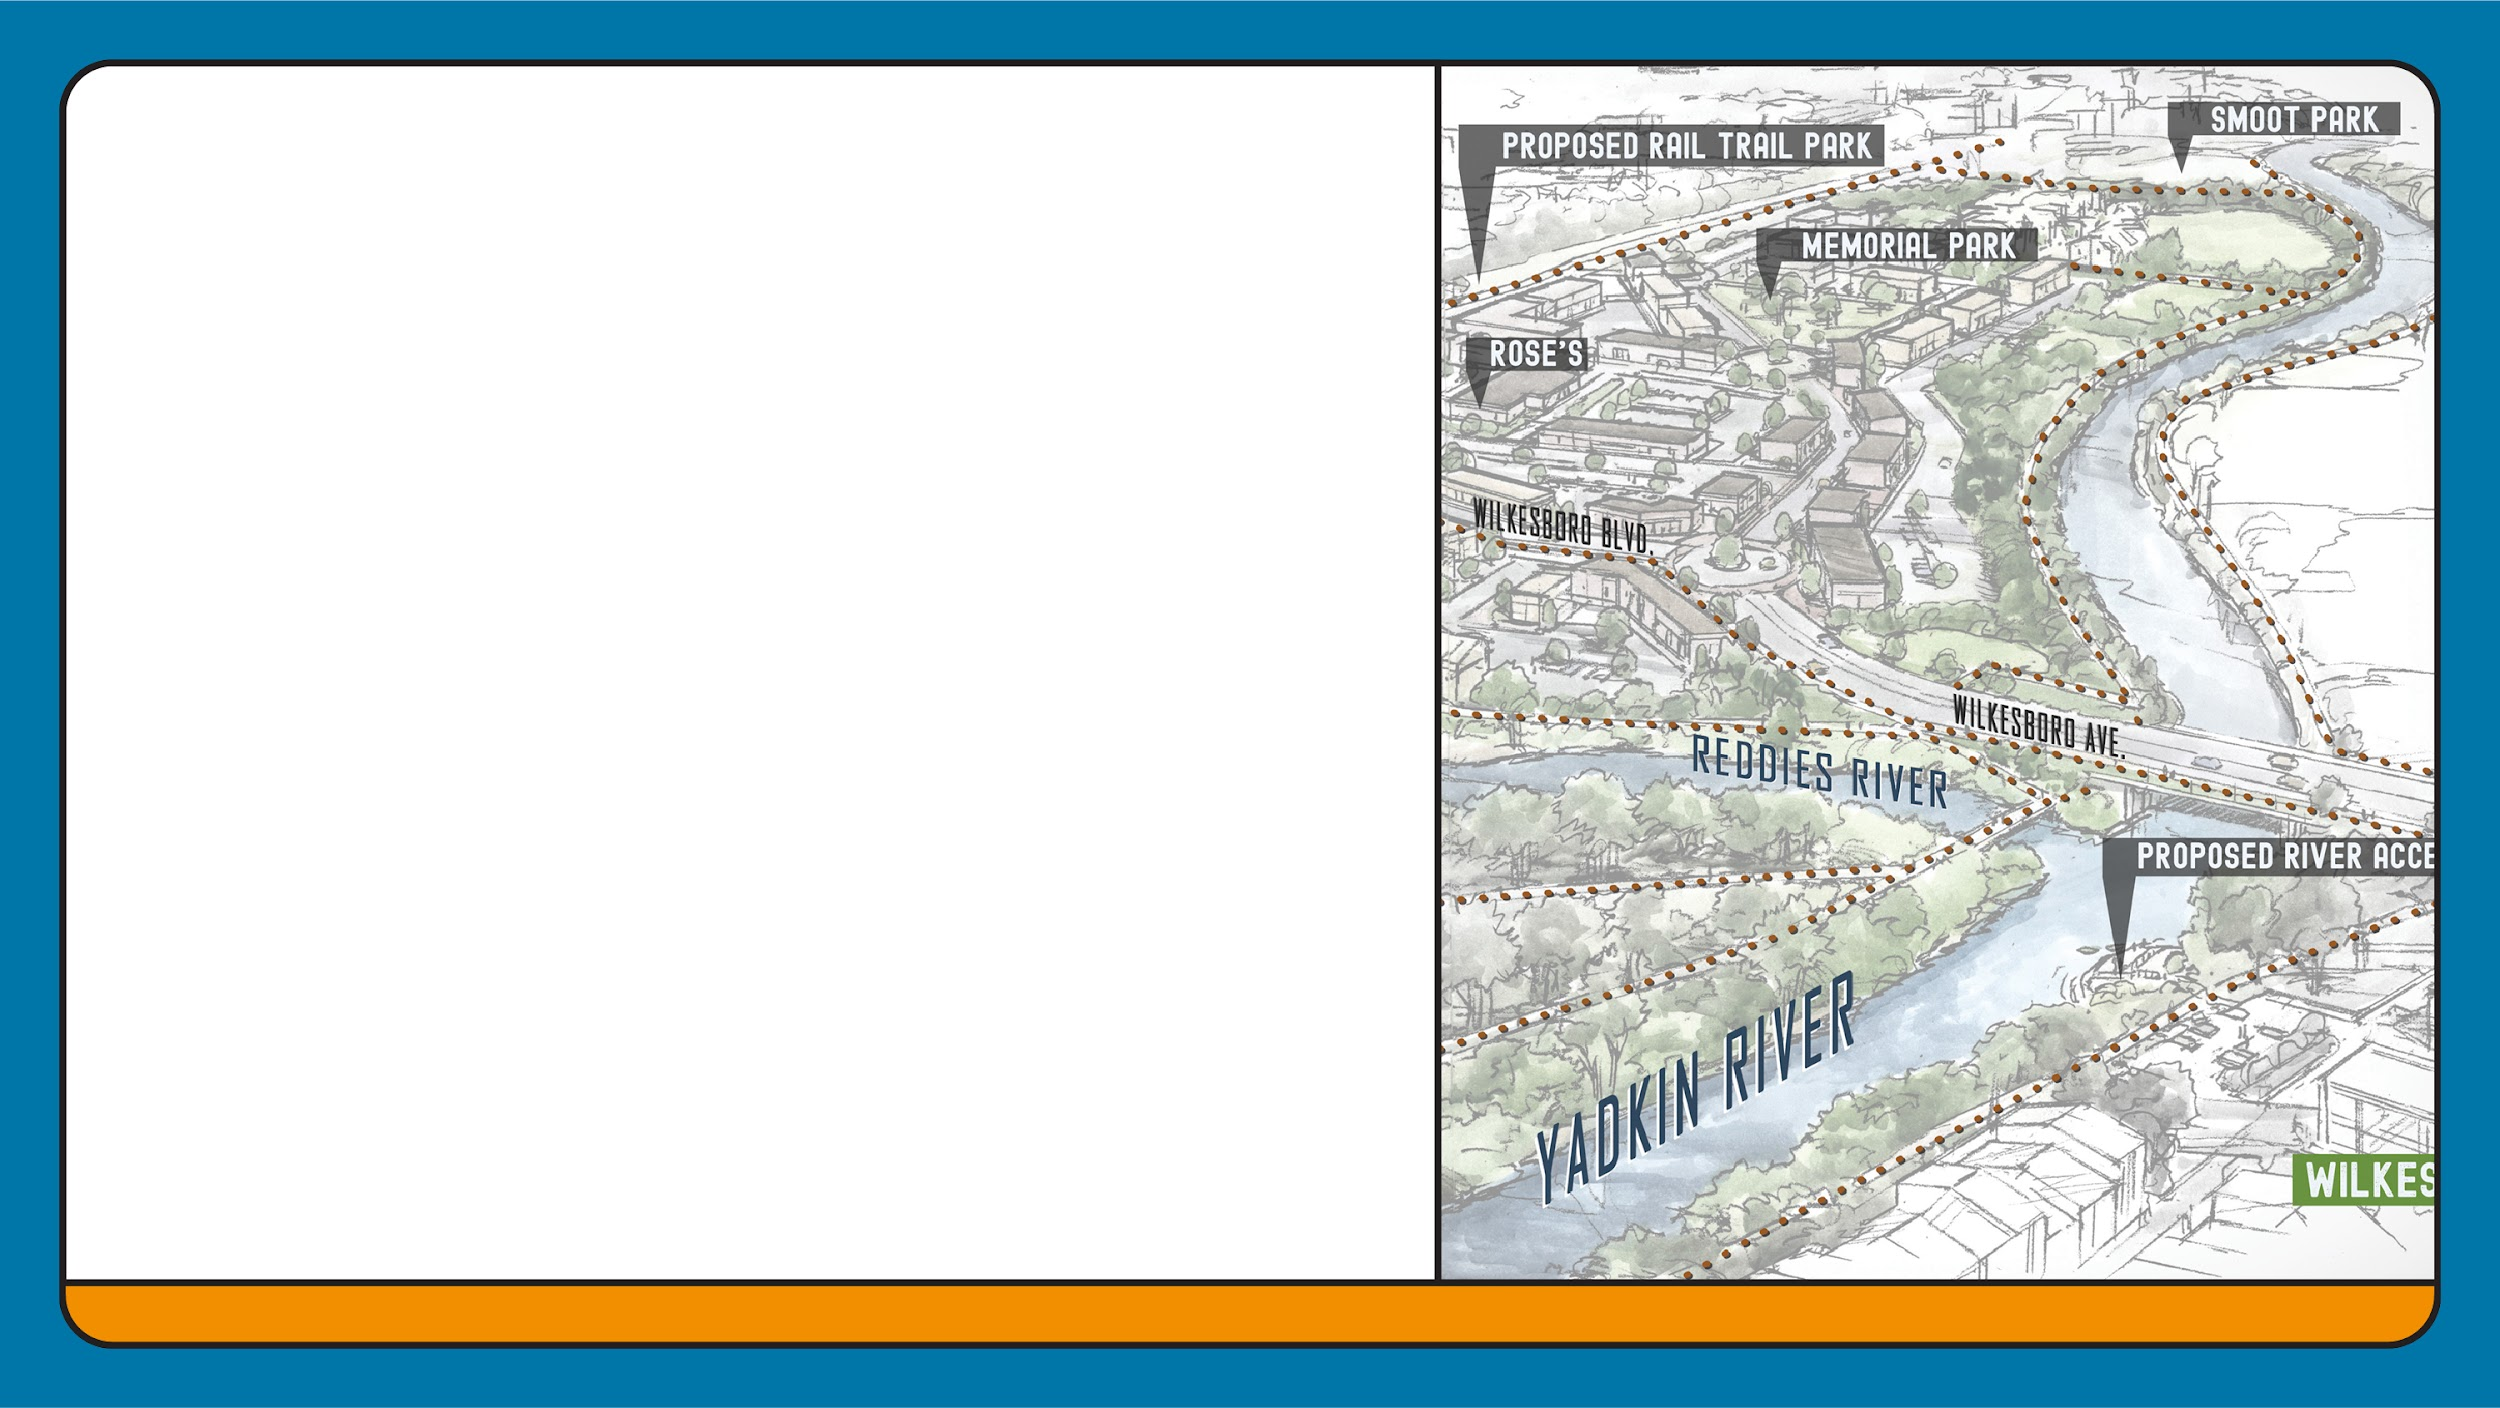 SMOOT PARK
PROPOSED RAIL TRAIL PARK
MEMORIAL PARK
ROSE'S
WILKESBORO BLVD.
WILKESBORO AVE.
REDDIES RIVER
PROPOSED RIVER ACCE
YADKIN RIVER
WILKES